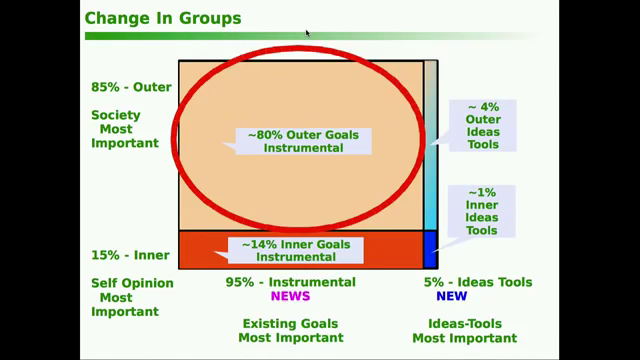 Change In Groups
85% - Outer
Society
Most
Important
~80% Outer Goals
Instrumental
~ 4%
Outer
Ideas
Tools
~1%
Inner
Ideas
Tools
15% - Inner
~14% Inner Goals
Instrumental
Self Opinion
Most
Important
95% - Instrumental
NEWS
Existing Goals
Most Important
5% - Ideas Tools
NEW
Ideas-Tools
Most Important